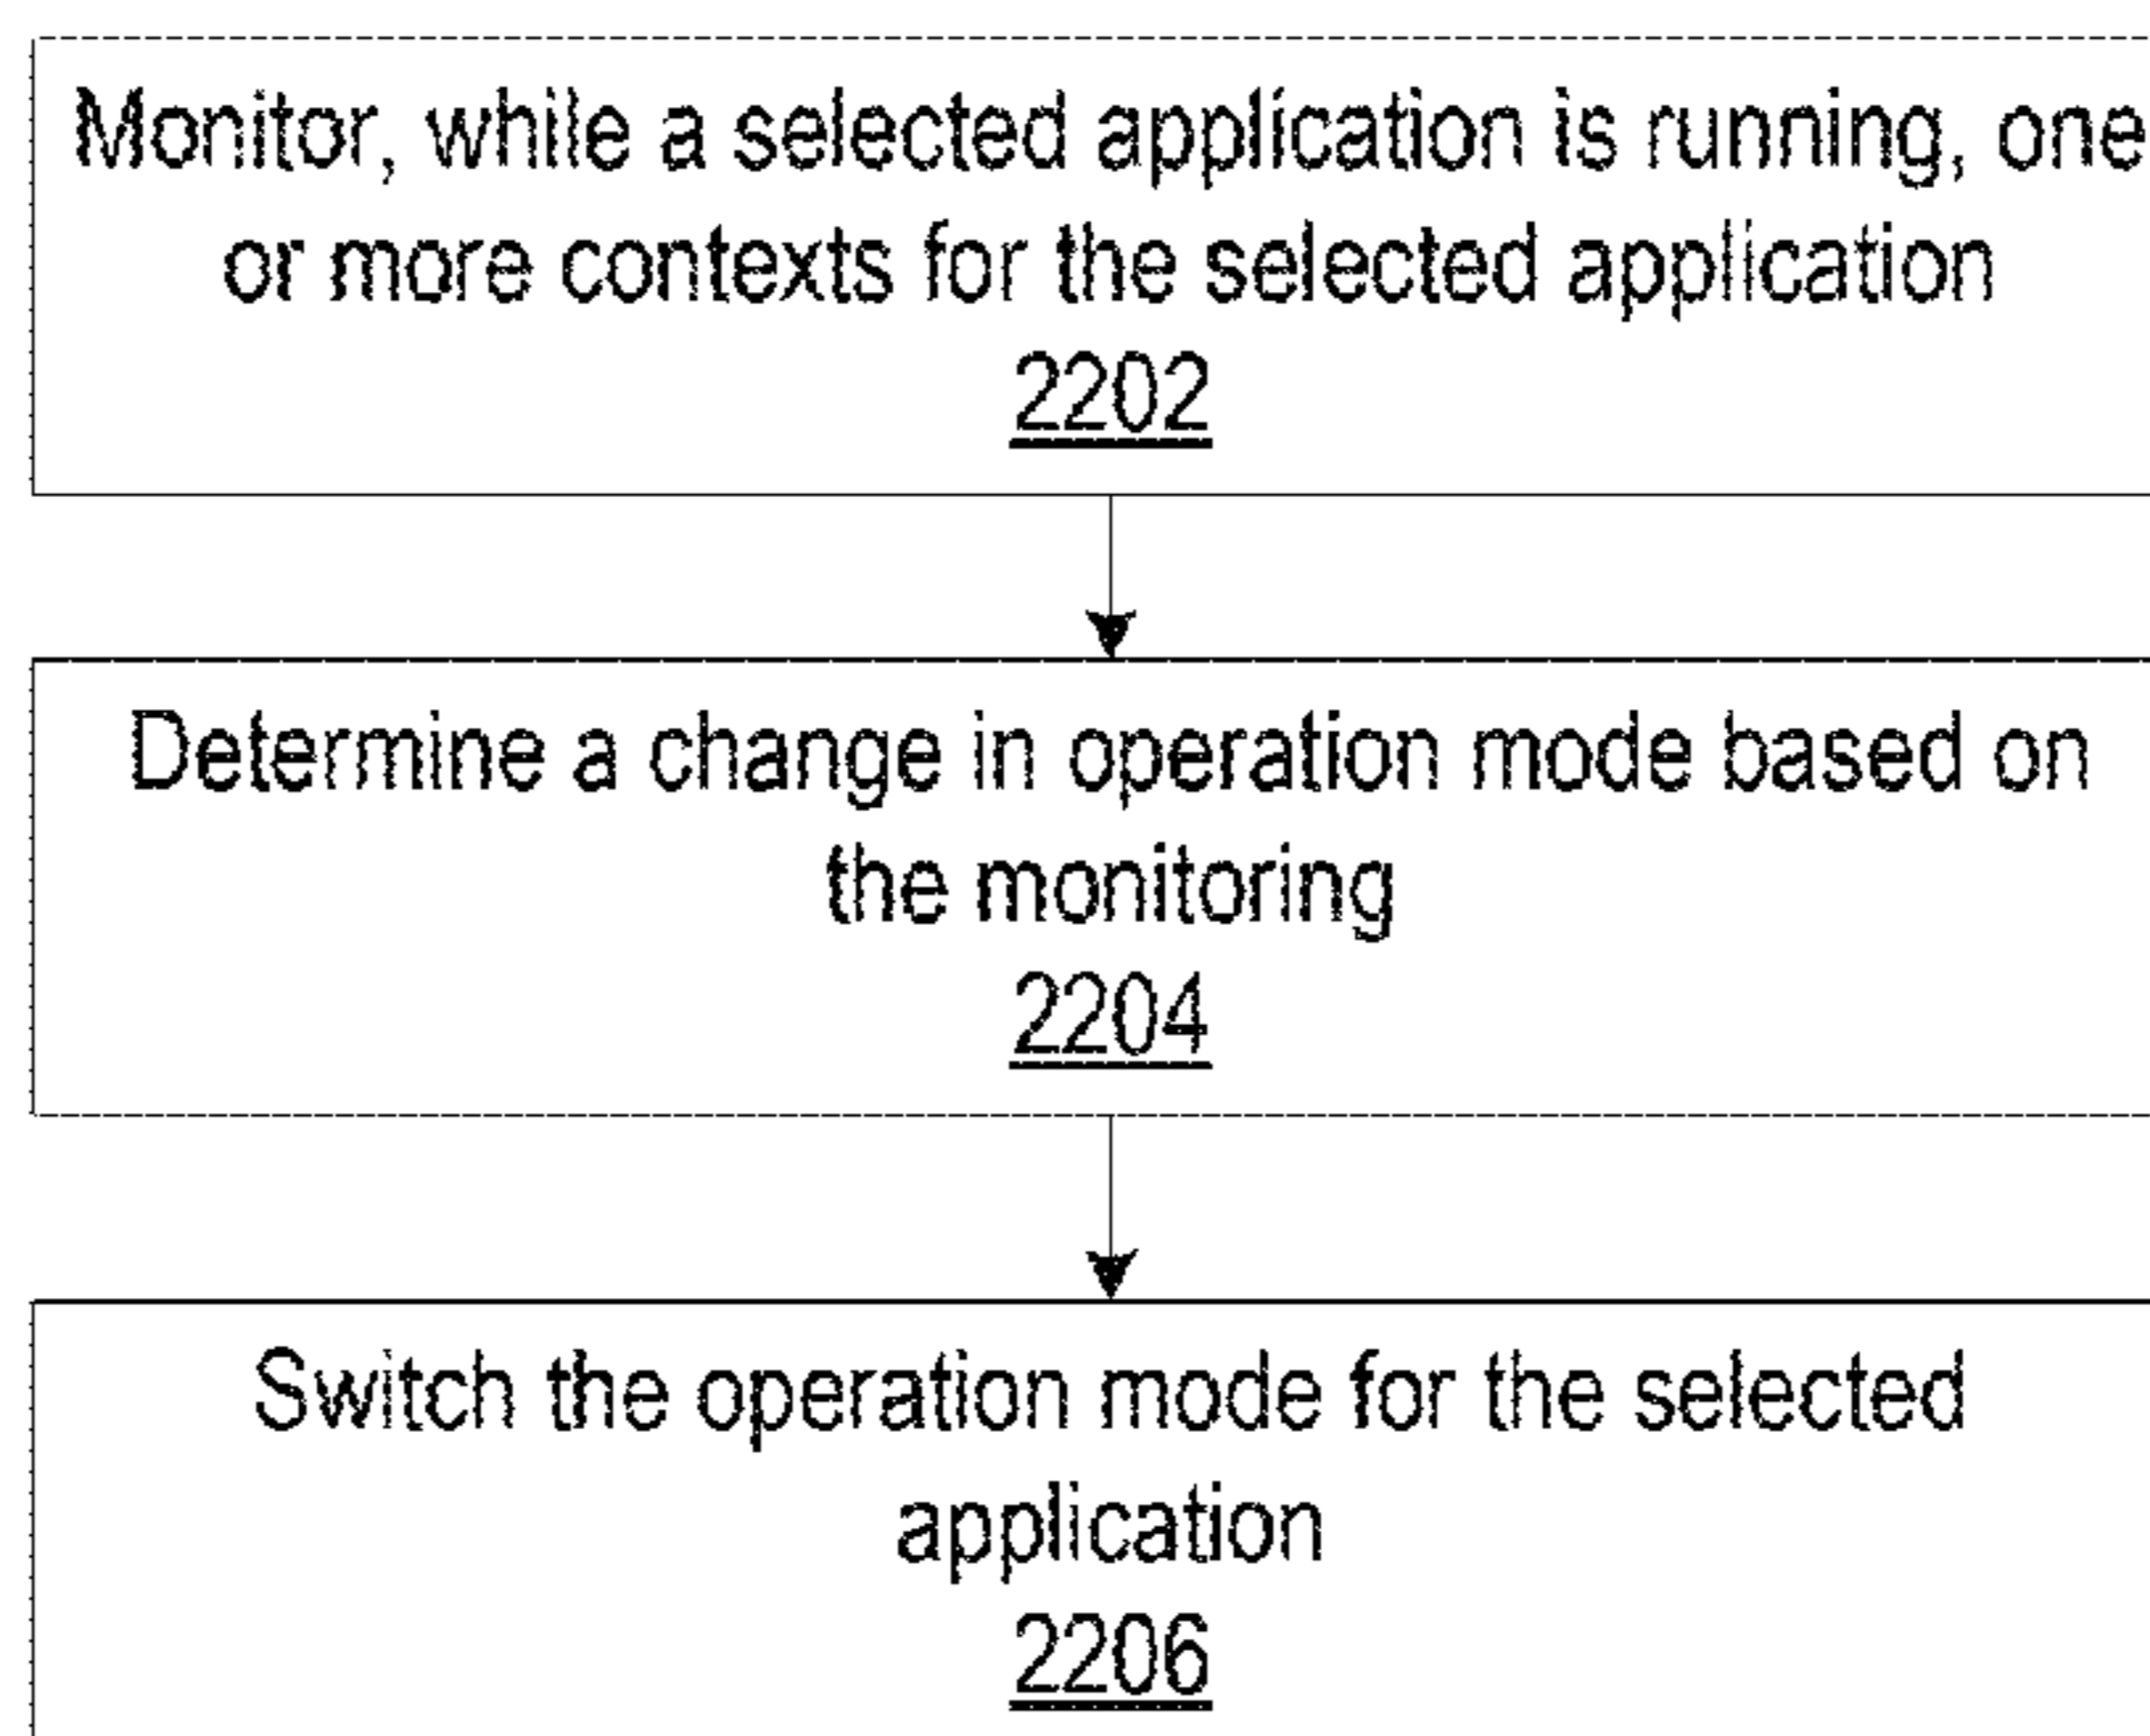 Monitor, while a selected application is running, one
or more contexts for the selected application
2202
Determine a change in operation mode based on
the monitoring
2204
Switch the operation mode for the selected
application
2206